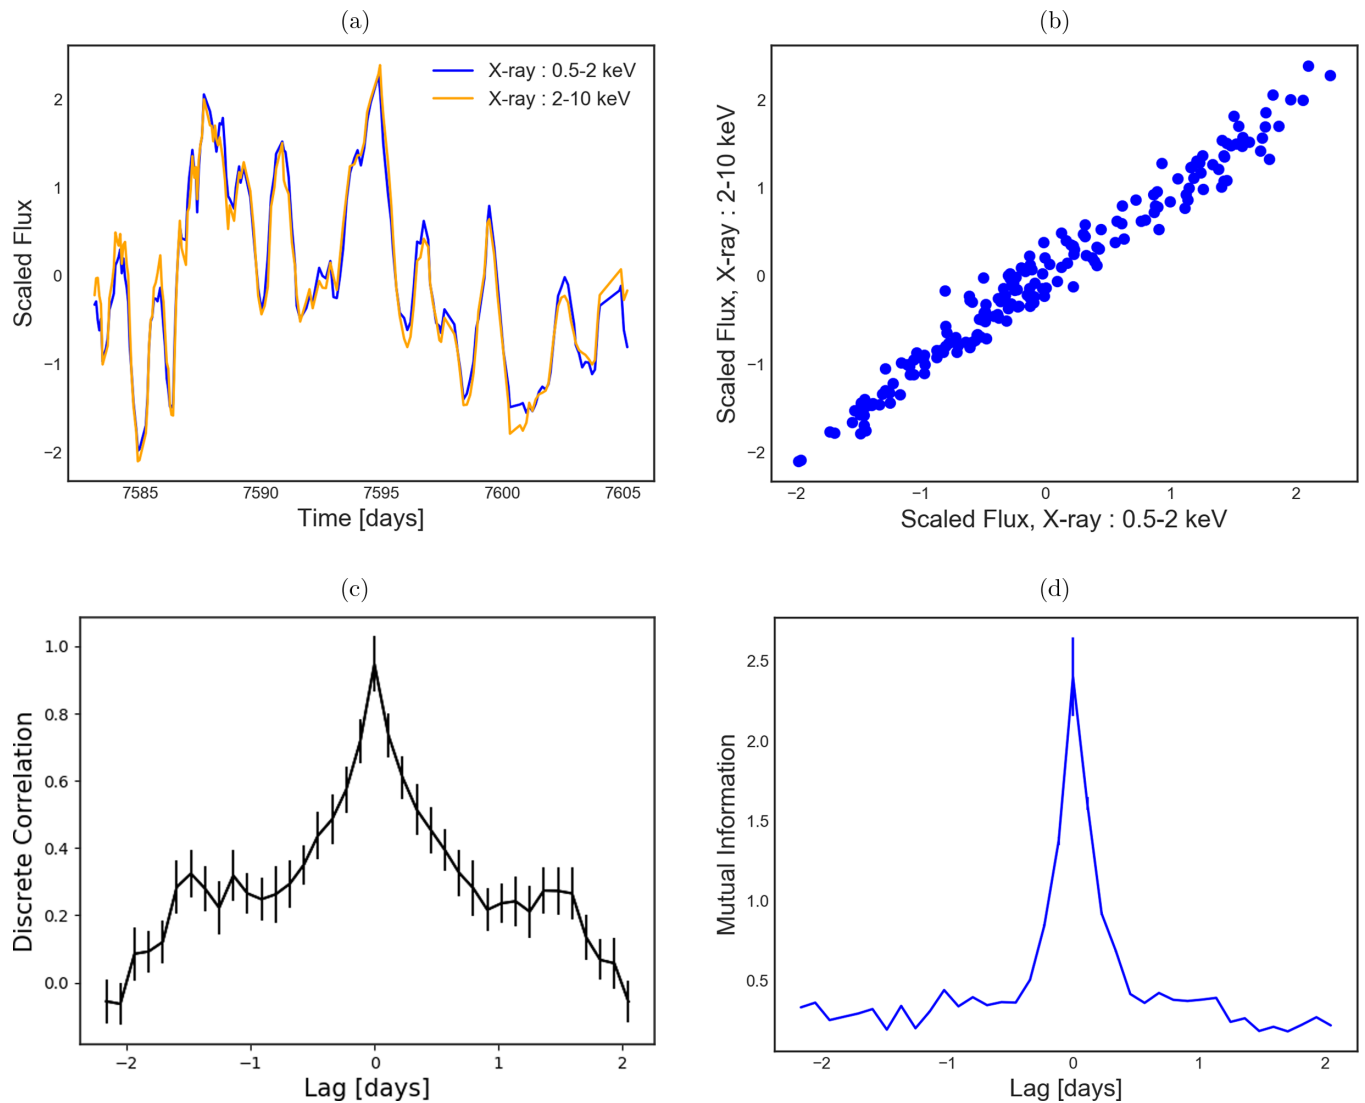 (a)
X-ray : 0.5-2 keV
X-ray : 2-10 keV
Scaled Flux
2
1
0
−1
−2
7585
7590
7595
7600
7605
Time [days]
(b)
Scaled Flux, X-ray : 2-10 keV
2
1
0
−1
−2
−2
−1
0
1
2
Scaled Flux, X-ray : 0.5-2 keV
(c)
Discrete Correlation
1.0
0.8
0.6
0.4
0.2
0.0
−2
−1
0
1
2
Lag [days]
(d)
Mutual Information
2.5
2.0
1.5
1.0
0.5
−2
−1
0
1
2
Lag [days]